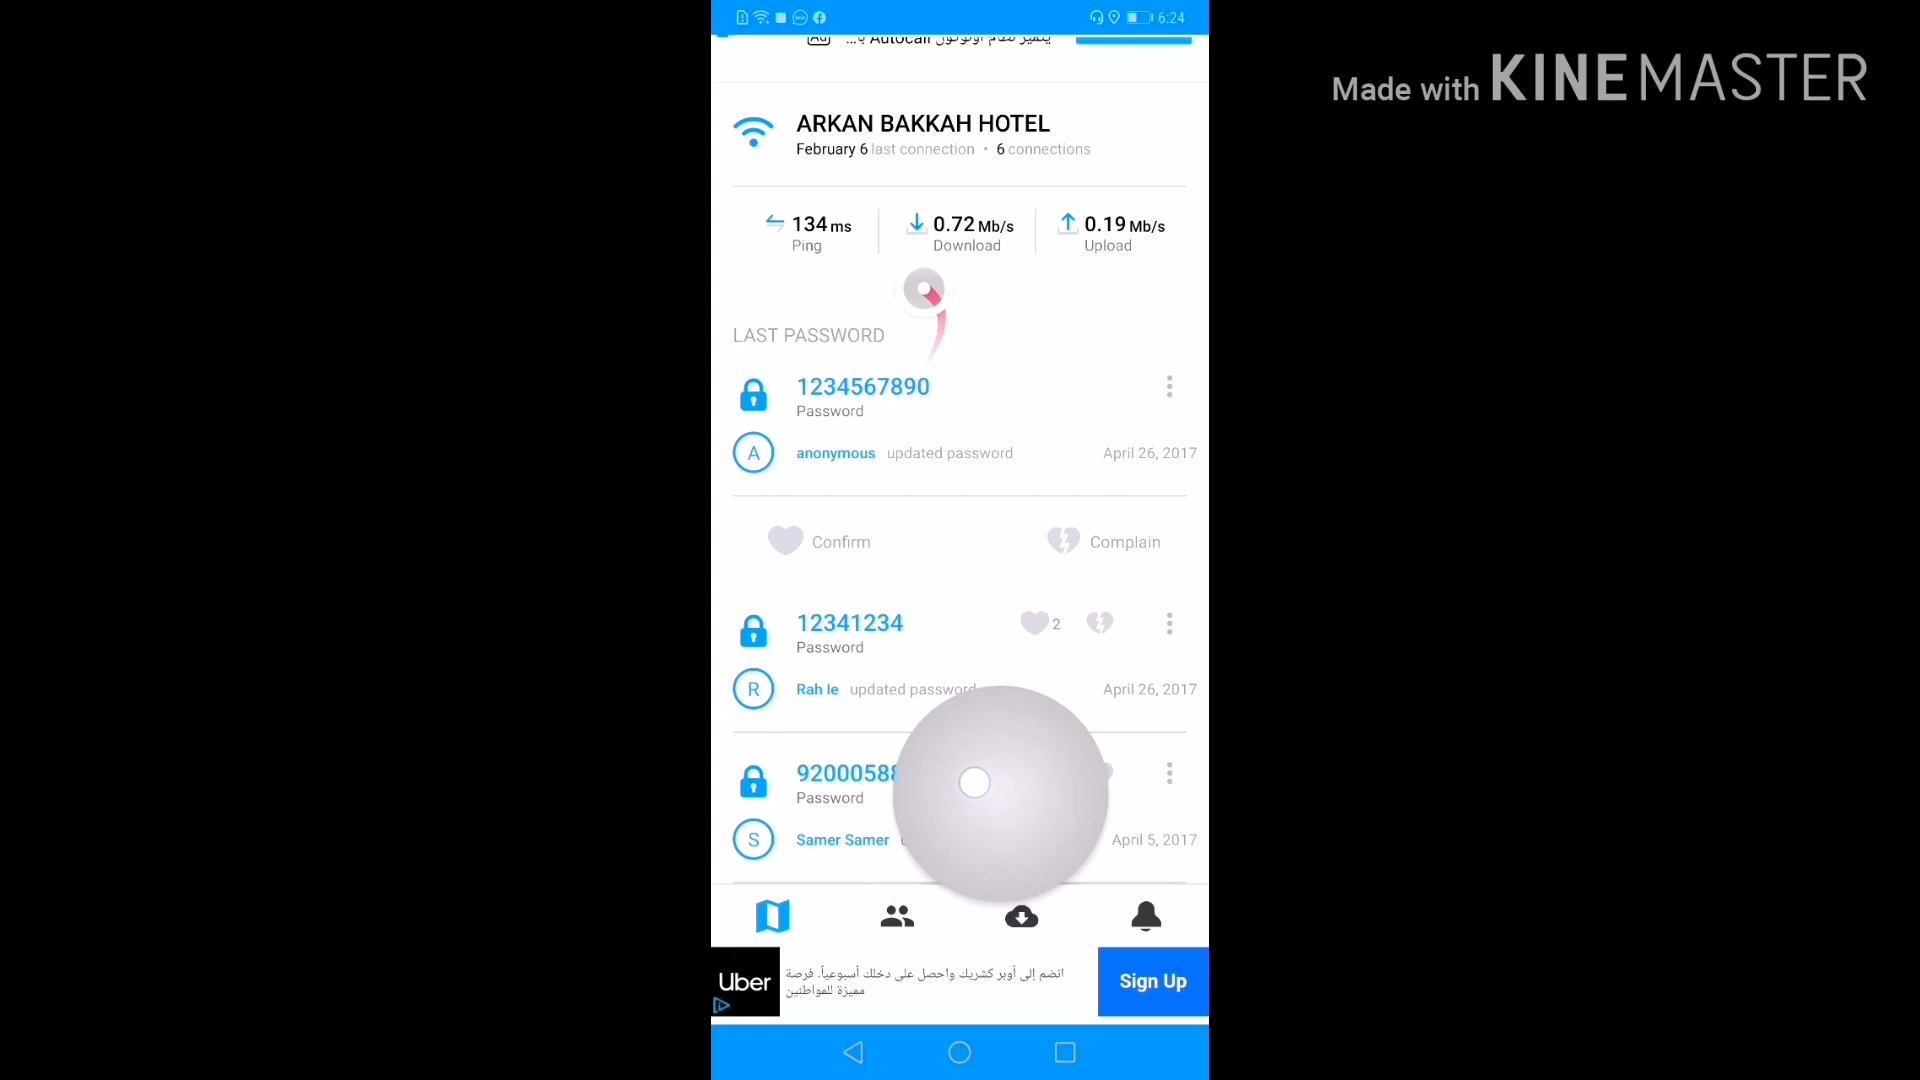 6:24
Made with KINEMASTER
Ad
Autocall
ARKAN BAKKAH HOTEL
February 6 last connection • 6 connections
134 ms
Ping
0.72 Mb/s
Download
0.19 Mb/s
Upload
LAST PASSWORD
1234567890
Password
A anonymous updated password April 26, 2017
Confirm
Complain
12341234 2
Password
R Rah le updated password April 26, 2017
9200058
Password
S Samer Samer April 5, 2017
Uber
انضم إلى أوبر كشريك واحصل على دخلك أسبوعياً. فرصة
مميزة للمواطنين
Sign Up